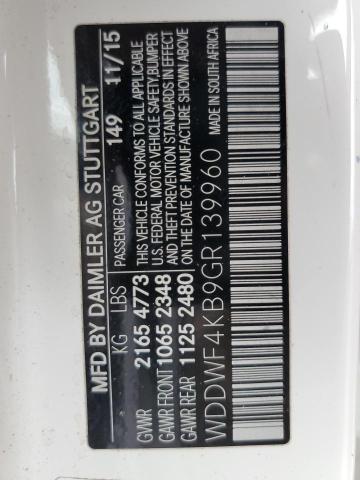 MFD BY DAIMLER AG STUTTGART
KG LBS PASSENGER CAR 149 11/15
GVWR 2165 4773
GAWR FRONT 1065 2348
GAWR REAR 1125 2480
THIS VEHICLE CONFORMS TO ALL APPLICABLE
U.S. FEDERAL MOTOR VEHICLE SAFETY,BUMPER
AND THEFT PREVENTION STANDARDS IN EFFECT
ON THE DATE OF MANUFACTURE SHOWN ABOVE
WDDWF4KB9GR139960 MADE IN SOUTH AFRICA